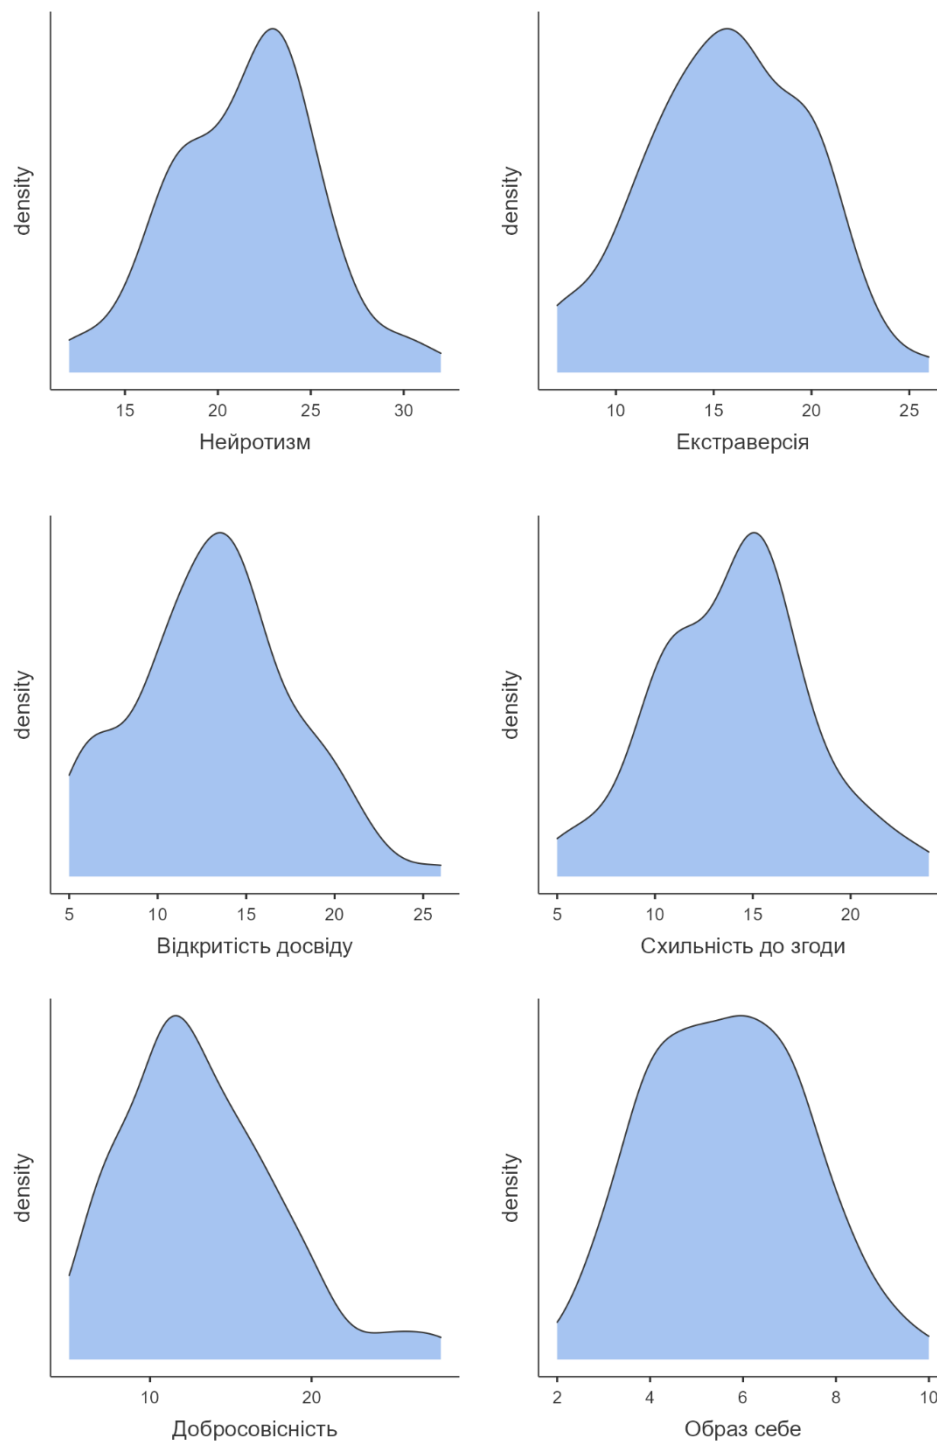 density
15 20 25 30
Нейротизм
density
10 15 20 25
Екстраверсія
density
5 10 15 20 25
Відкритість досвіду
density
5 10 15 20
Схильність до згоди
density
10 20
Добросовісність
density
2 4 6 8 10
Образ себе